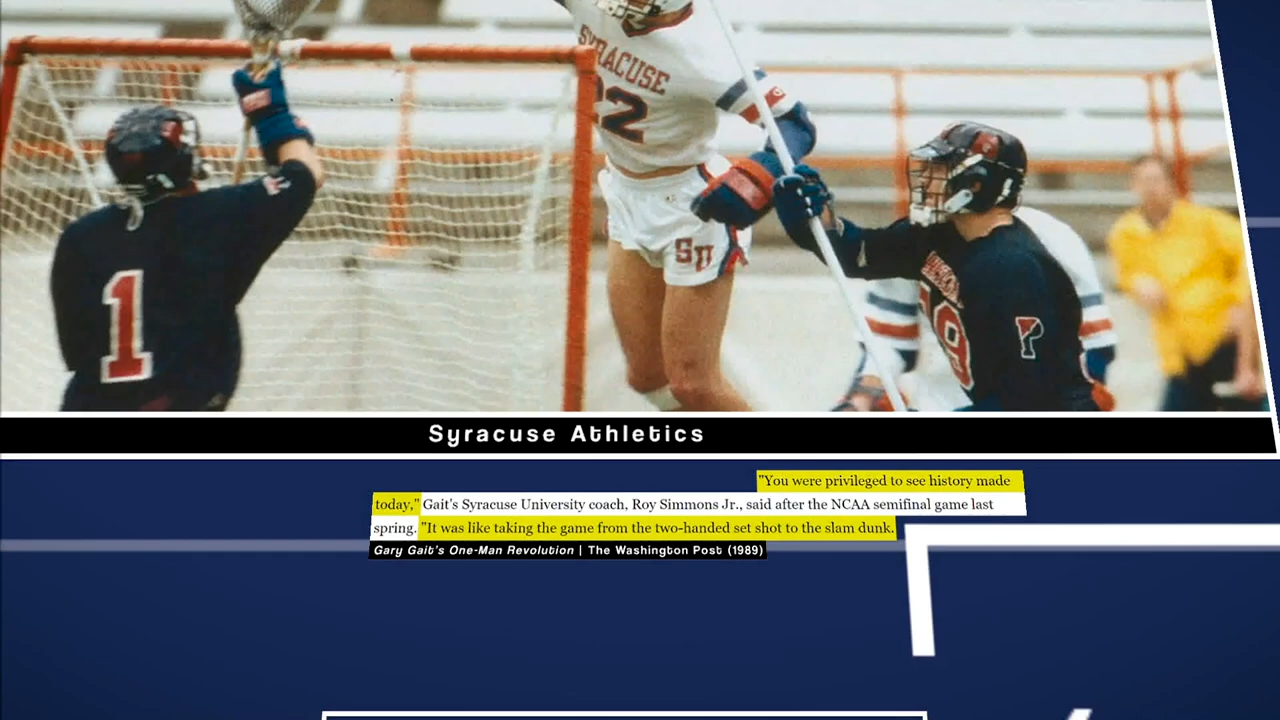 SYRACUSE
22
SU
1
9
P
Syracuse Athletics
"You were privileged to see history made
today," Gait's Syracuse University coach, Roy Simmons Jr., said after the NCAA semifinal game last
spring. "It was like taking the game from the two-handed set shot to the slam dunk.
Gary Gait's One-Man Revolution | The Washington Post (1989)